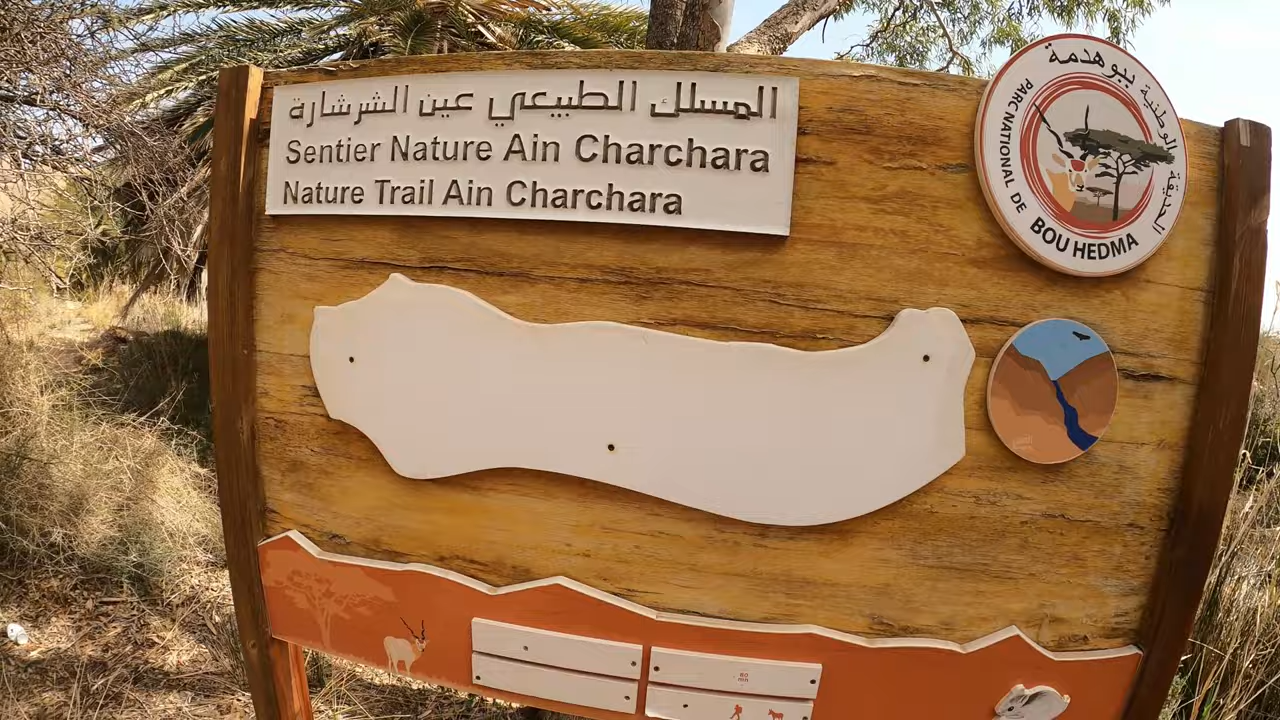 المسلك الطبيعي عين الشرشارة
Sentier Nature Ain Charchara
Nature Trail Ain Charchara
الحديقة الوطنية ببوهدمة
PARC NATIONAL DE
BOU HEDMA